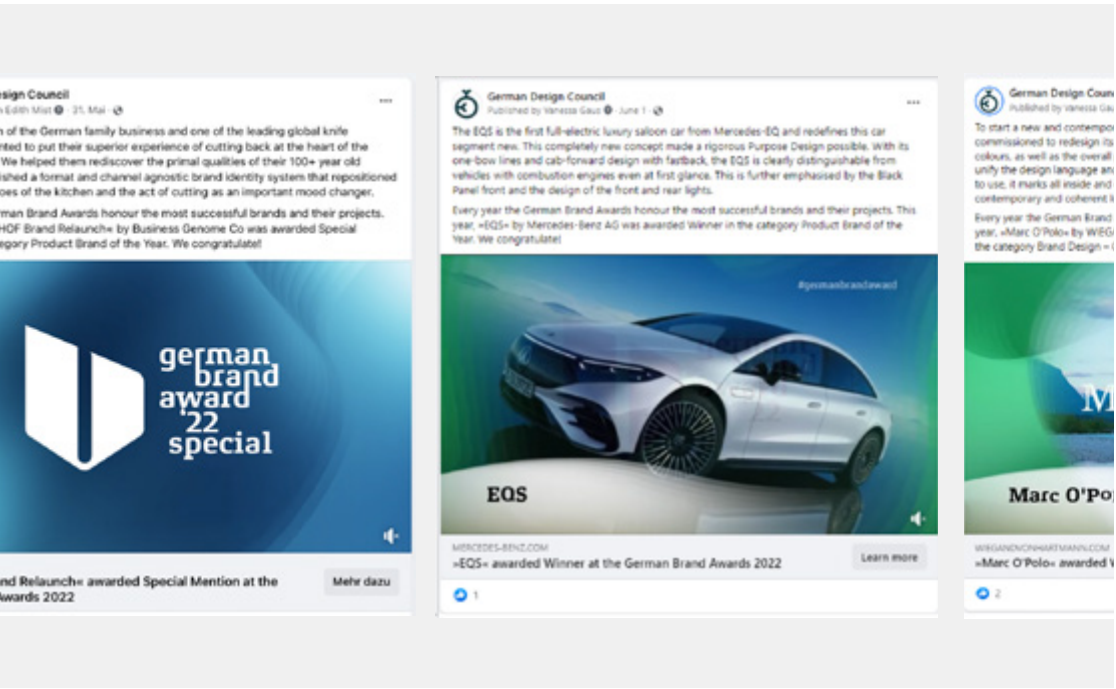 sign Council
Edith Mist · 21. Mai ·
n of the German family business and one of the leading global knife
nted to put their superior experience of cutting back at the heart of the
We helped them rediscover the primal qualities of their 100+ year old
lished a format and channel agnostic brand identity system that repositioned
oes of the kitchen and the act of cutting as an important mood changer.
rman Brand Awards honour the most successful brands and their projects.
HOF Brand Relaunch« by Business Genome Co was awarded Special
egory Product Brand of the Year. We congratulate!
german
brand
award
'22
special
nd Relaunch« awarded Special Mention at the
Awards 2022
Mehr dazu
German Design Council
Published by Vanessa Gaus · June 1 ·
The EQS is the first full-electric luxury saloon car from Mercedes-EQ and redefines this car
segment new. This completely new concept made a rigorous Purpose Design possible. With its
one-bow lines and cab-forward design with fastback, the EQS is clearly distinguishable from
vehicles with combustion engines even at first glance. This is further emphasised by the Black
Panel front and the design of the front and rear lights.
Every year the German Brand Awards honour the most successful brands and their projects. This
year, »EQS« by Mercedes-Benz AG was awarded Winner in the category Product Brand of the
Year. We congratulate!
#germanbrandaward
EQS
MERCEDES-BENZ.COM
»EQS« awarded Winner at the German Brand Awards 2022
Learn more
1
German Design Counc
Published by Vanessa Gau
To start a new and contempor
commissioned to redesign its
colours, as well as the overall
unify the design language an
to use, it marks all inside and
contemporary and coherent l
Every year the German Brand
year, »Marc O'Polo« by WIEGA
the category Brand Design –
M
Marc O'Po
WIEGANDVONHARTMANN.COM
»Marc O'Polo« awarded W
2